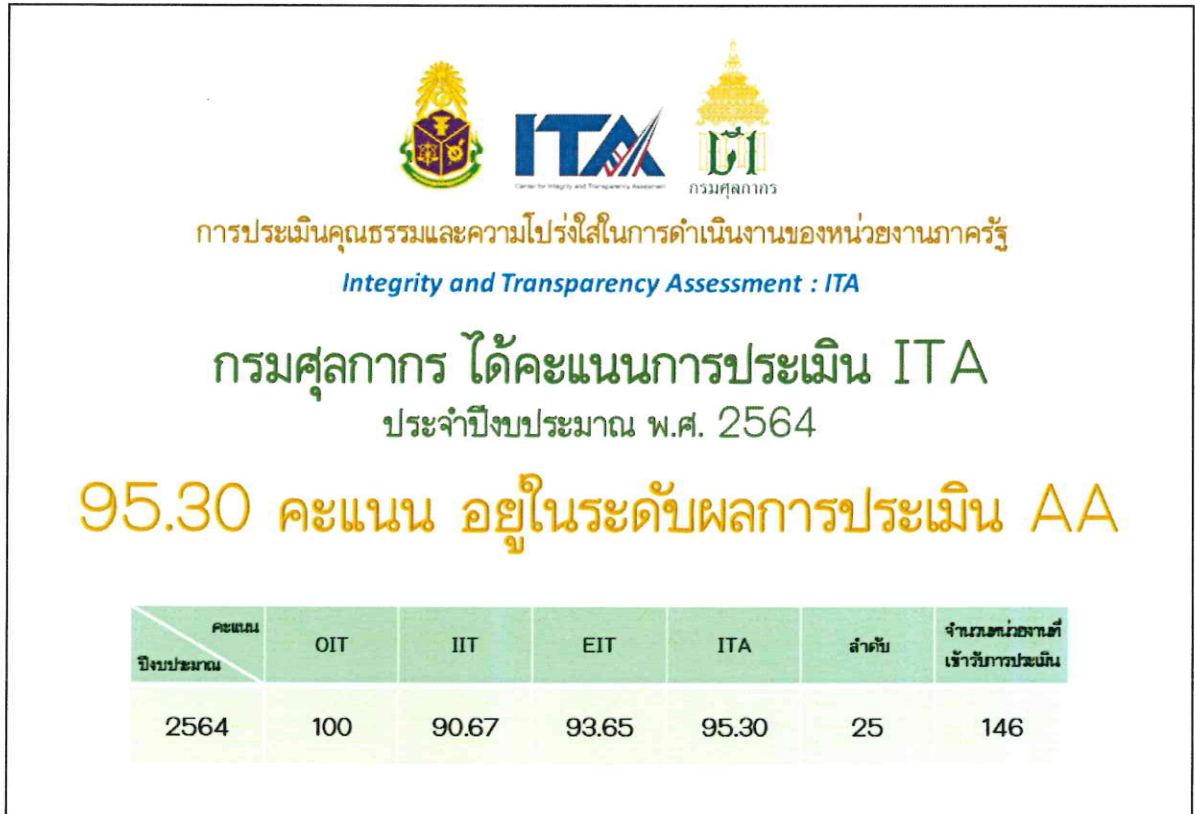 ITA
Center for Integrity and Transparency Assessment
กรมศุลกากร
การประเมินคุณธรรมและความโปร่งใสในการดำเนินงานของหน่วยงานภาครัฐ
Integrity and Transparency Assessment : ITA
กรมศุลกากร ได้คะแนนการประเมิน ITA
ประจำปีงบประมาณ พ.ศ. 2564
95.30 คะแนน อยู่ในระดับผลการประเมิน AA
คะแนน
ปีงบประมาณ
OIT IIT EIT ITA ลำดับ
จำนวนหน่วยงานที่
เข้ารับการประเมิน
2564 100 90.67 93.65 95.30 25 146